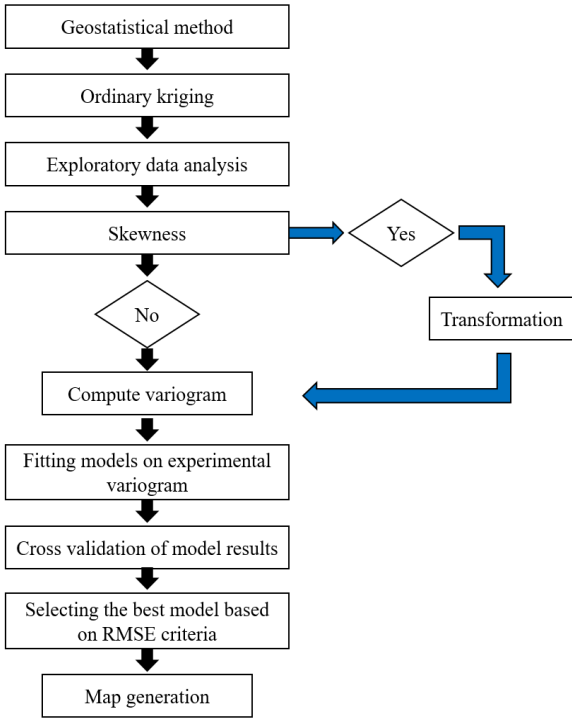 Geostatistical method
Ordinary kriging
Exploratory data analysis
Skewness
Yes
No
Transformation
Compute variogram
Fitting models on experimental
variogram
Cross validation of model results
Selecting the best model based
on RMSE criteria
Map generation